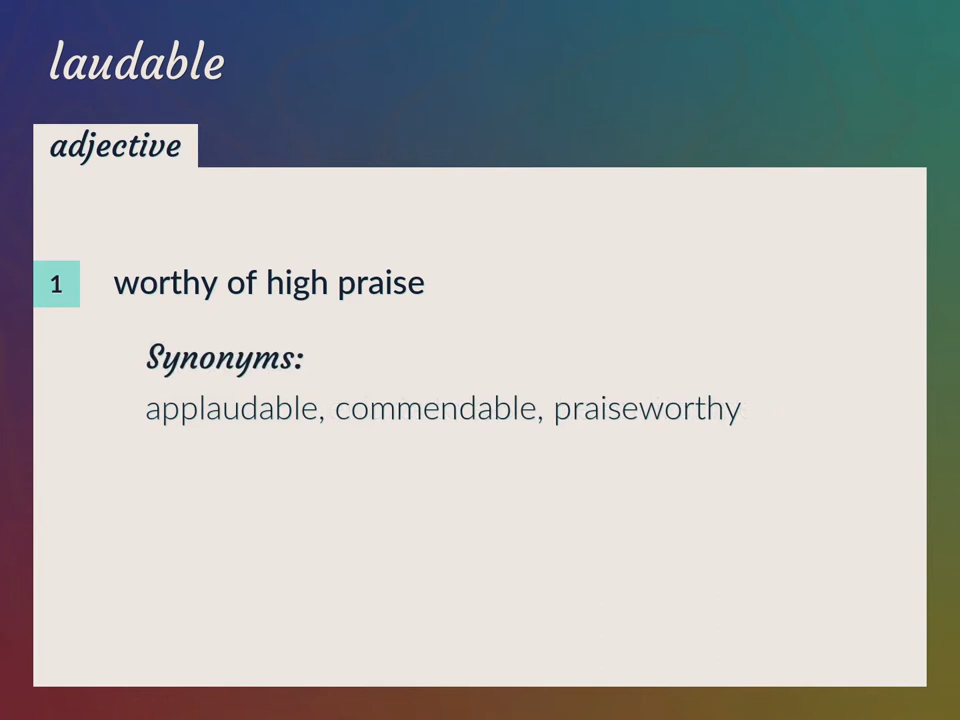 laudable
adjective
1 worthy of high praise
Synonyms:
applaudable, commendable, praiseworthy